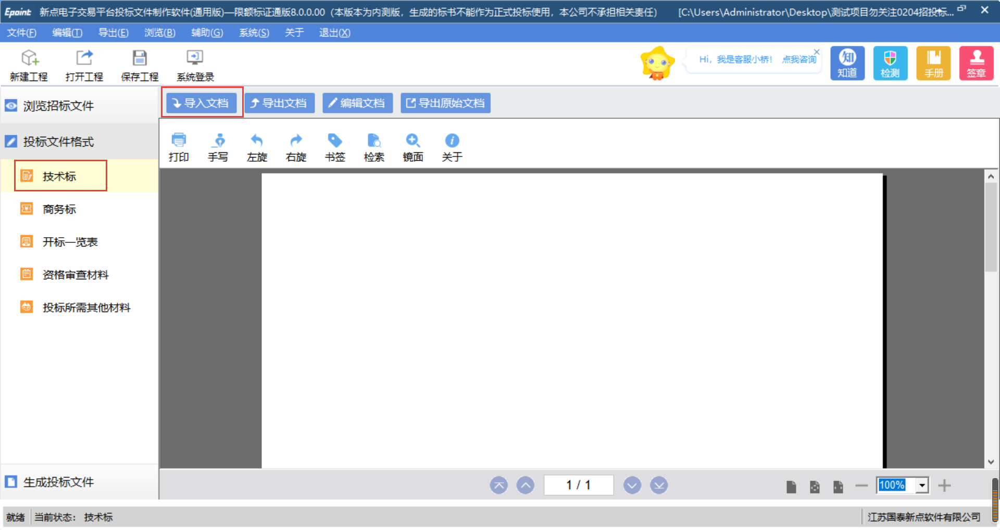 Epoint 新点电子交易平台投标文件制作软件(通用版)—限额标证通版8.0.0.00（本版本为内测版，生成的标书不能作为正式投标使用，本公司不承担相关责任） [C:\Users\Administrator\Desktop\测试项目勿关注0204招投标...
文件(F) 编辑(T) 导出(E) 浏览(B) 辅助(G) 系统(S) 关于 退出(X)
新建工程 打开工程 保存工程 系统登录
Hi，我是客服小桥！ 点我咨询
知 知道 检测 手册 签章
浏览招标文件
导入文档 导出文档 编辑文档 导出原始文档
投标文件格式
打印 手写 左旋 右旋 书签 检索 镜面 关于
技术标
商务标
开标一览表
资格审查材料
投标所需其他材料
生成投标文件
1 / 1
100%
就绪 当前状态： 技术标
江苏国泰新点软件有限公司